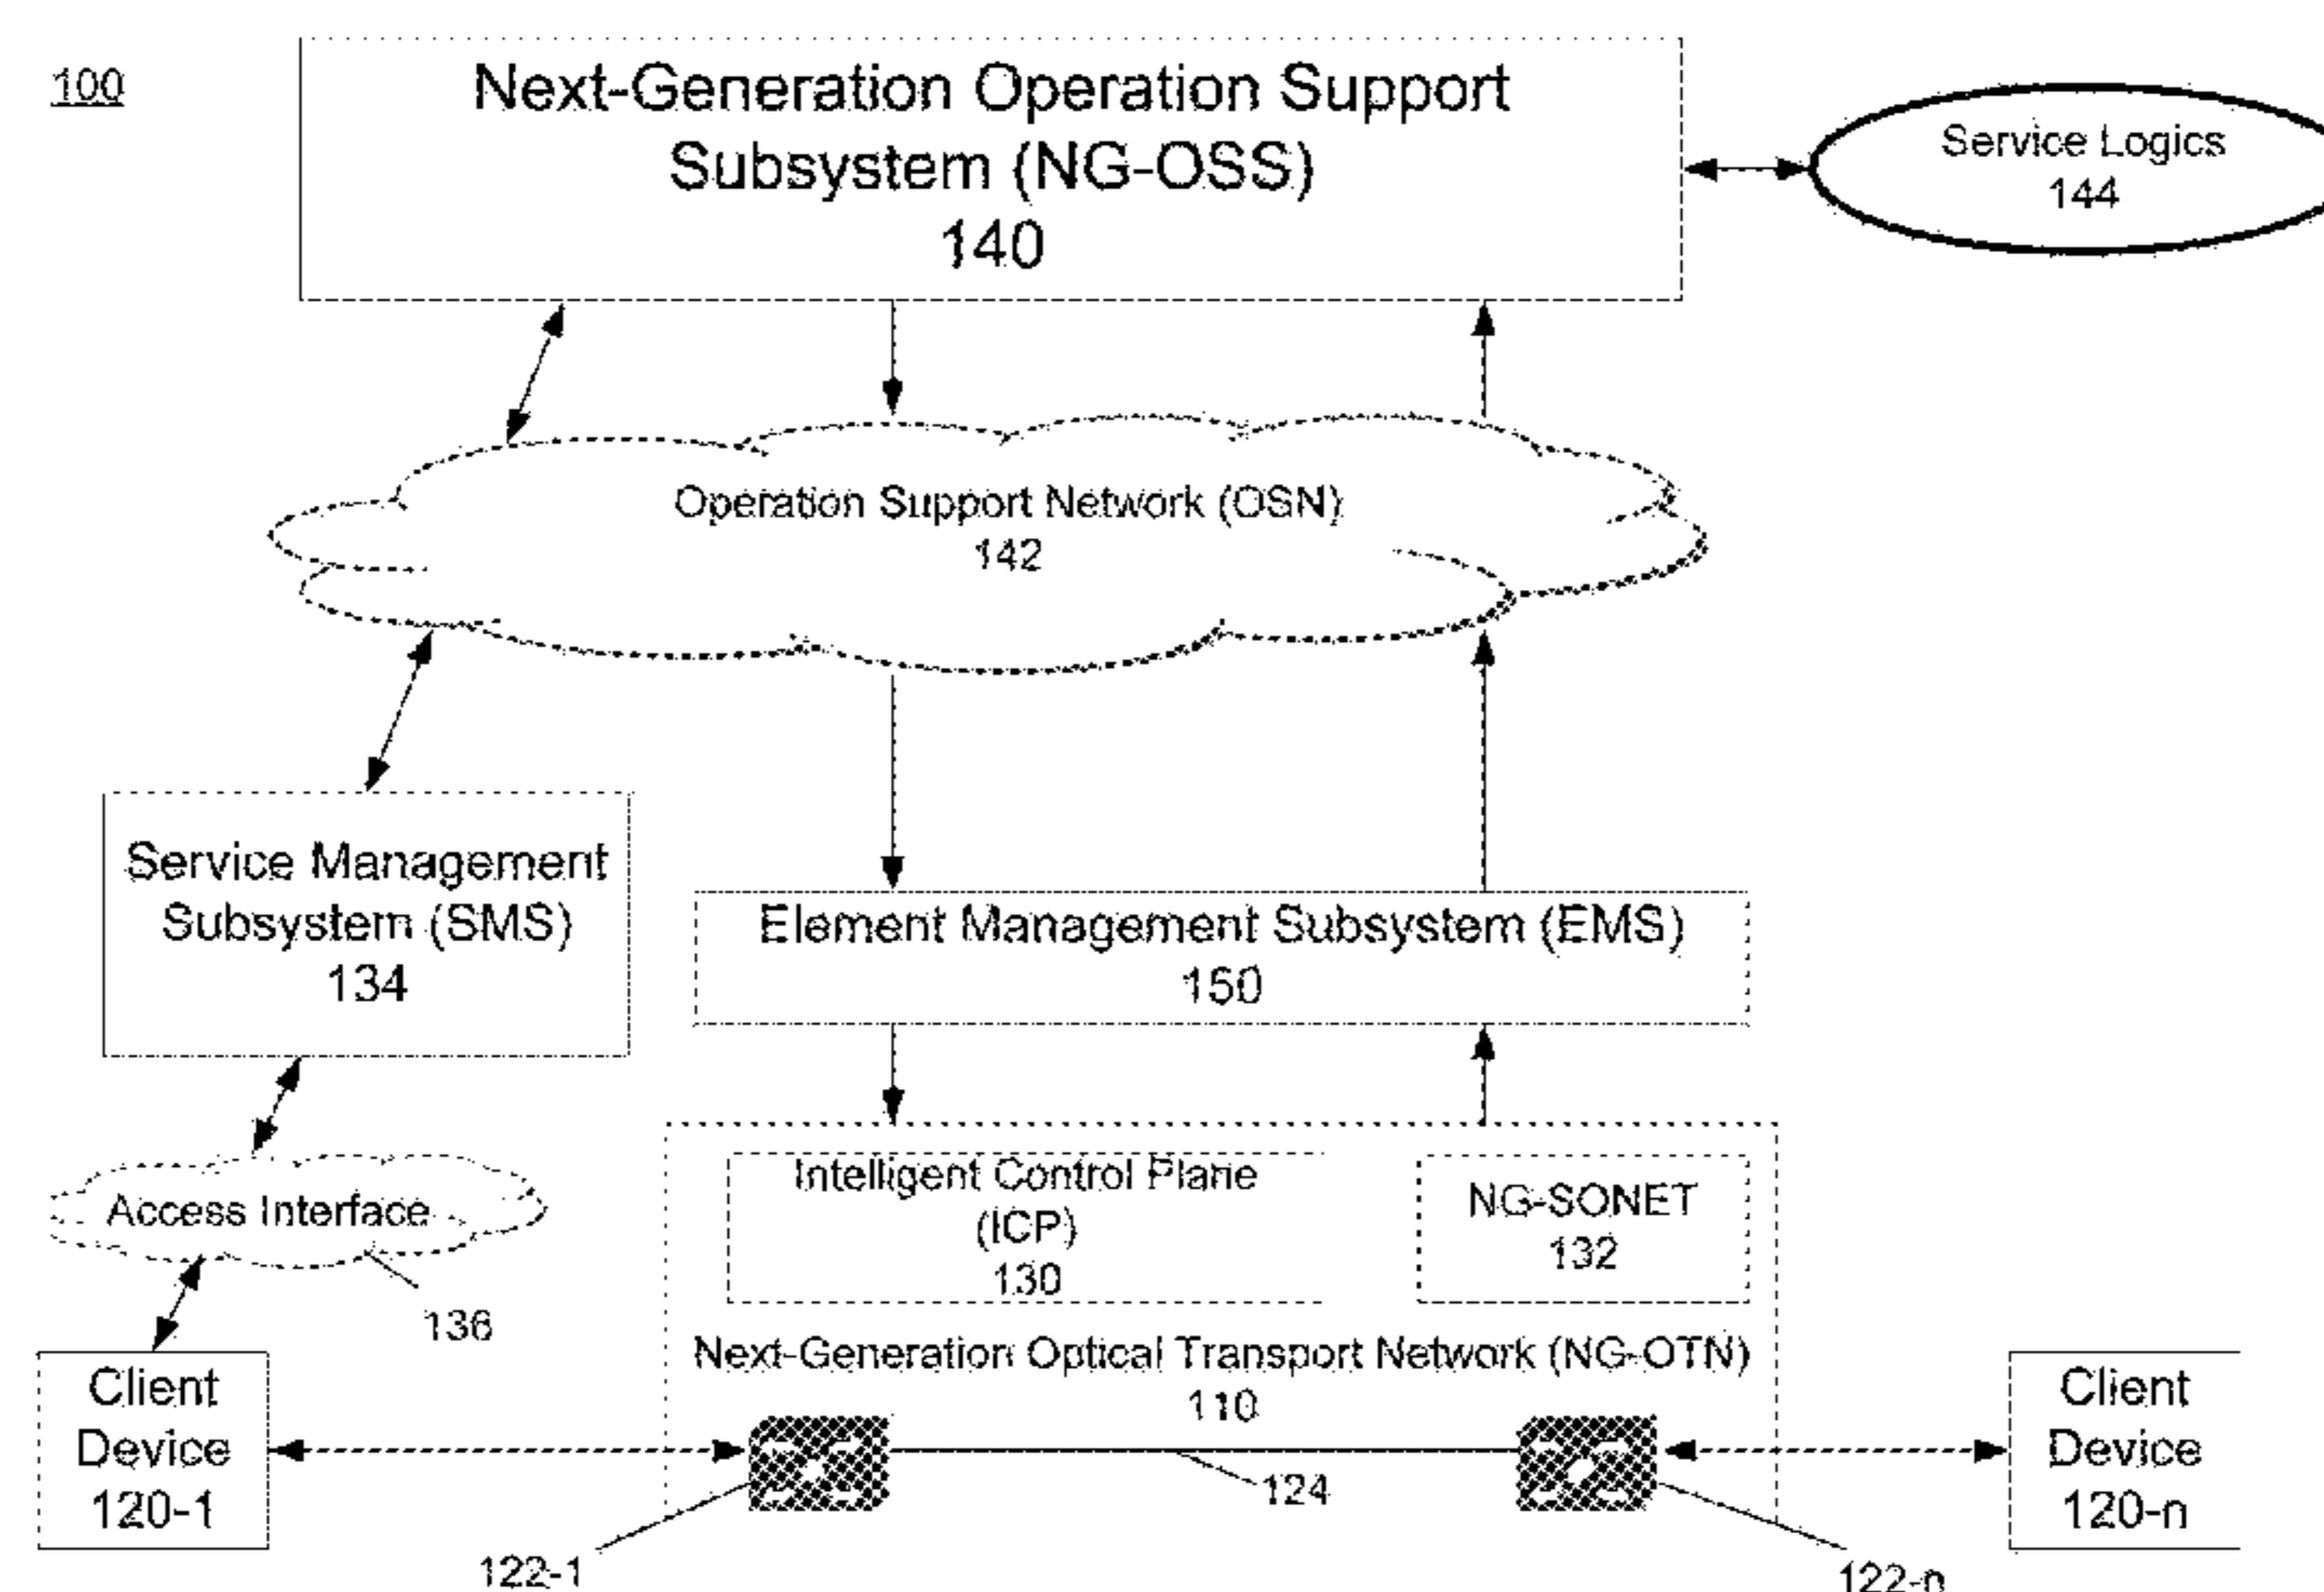 100
Next-Generation Operation Support
Subsystem (NG-OSS)
140
Service Logics
144
Operation Support Network (OSN)
142
Service Management
Subsystem (SMS)
134
Element Management Subsystem (EMS)
150
Access Interface
136
Intelligent Control Plane
(ICP)
130
NG-SONET
132
Next-Generation Optical Transport Network (NG-OTN)
110
Client
Device
120-1
Client
Device
120-n
124
122-1
122-n